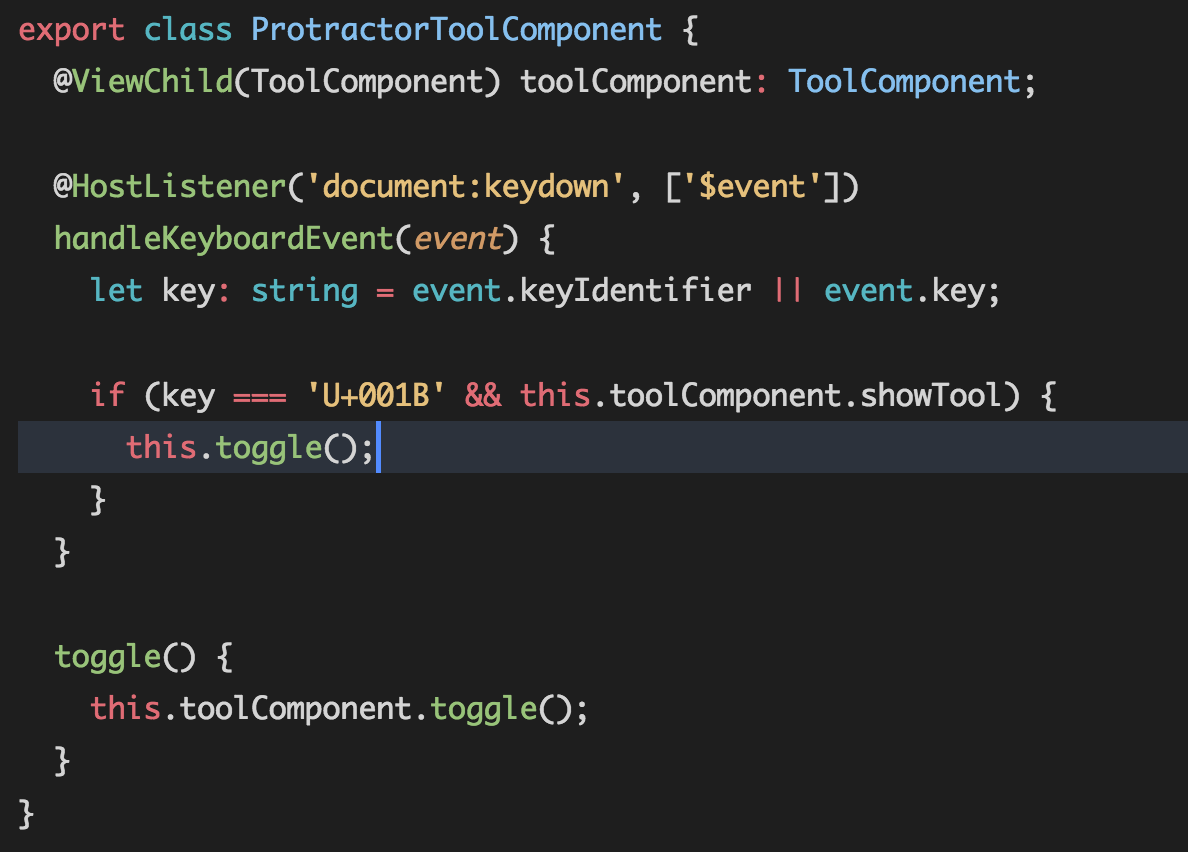 export class ProtractorToolComponent {
  @ViewChild(ToolComponent) toolComponent: ToolComponent;

  @HostListener('document:keydown', ['$event'])
  handleKeyboardEvent(event) {
    let key: string = event.keyIdentifier || event.key;

    if (key === 'U+001B' && this.toolComponent.showTool) {
      this.toggle();
    }
  }

  toggle() {
    this.toolComponent.toggle();
  }
}